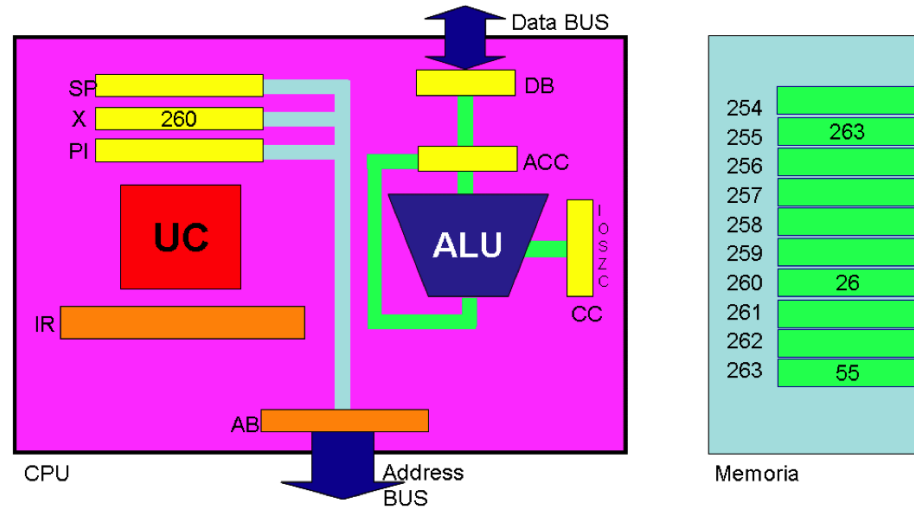 Data BUS
SP
DB
X
260
PI
ACC
UC
ALU
I
O
S
Z
C
CC
IR
AB
CPU
Address
BUS
254
255
263
256
257
258
259
260
26
261
262
263
55
Memoria